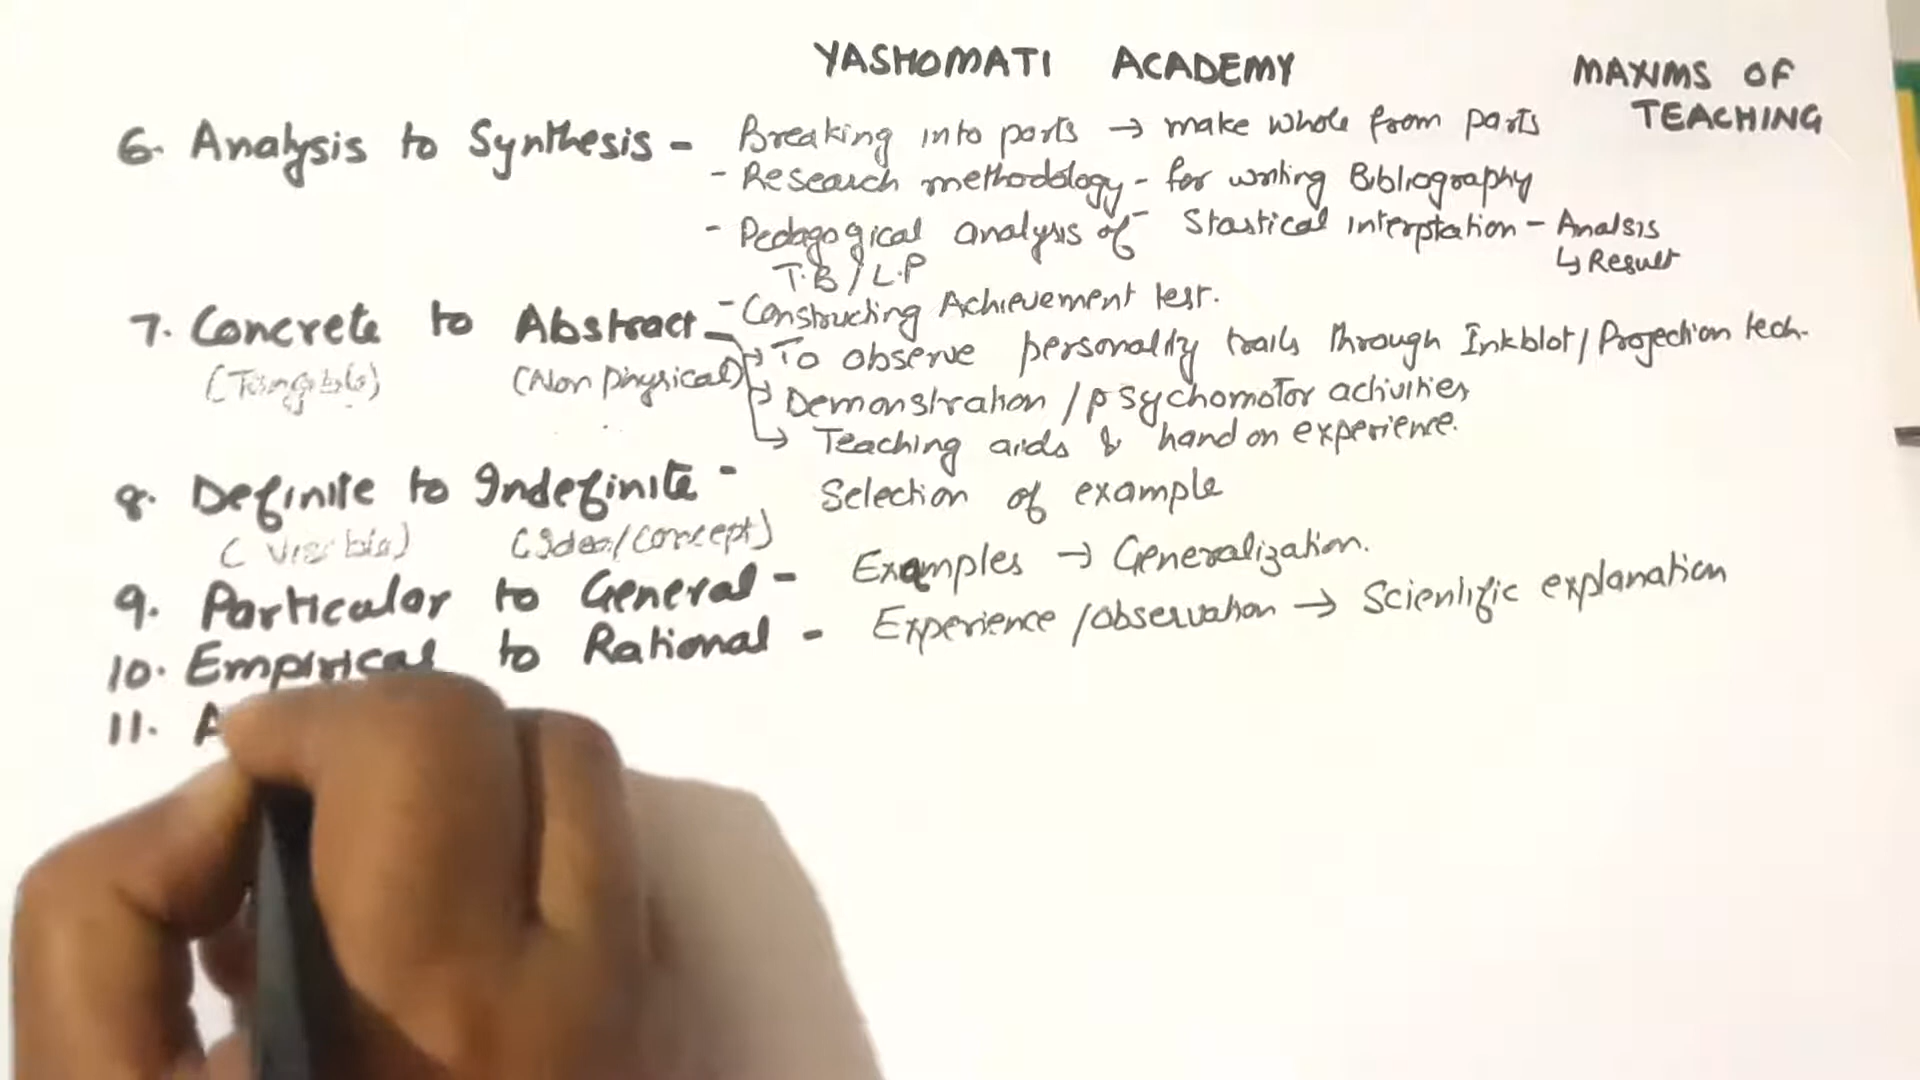 YASHOMATI ACADEMY
MAXIMS OF
TEACHING
6. Analysis to Synthesis - Breaking into parts → make whole from parts
- Research methodology - for writing Bibliography
- Pedagogical analysis of - Stastical interptation - Analsis
T.B/L.P ↳ Result
- Constructing Achievement test.
7. Concrete to Abstract → To observe personality traits through Inkblot/Projection tech.
(Tangible) (Non physical) → Demonstration/psychomotor activities
→ Teaching aids & hand on experience.
8. Definite to Indefinite - Selection of example
(Visible) (Idea/Concept)
9. Particular to General - Examples → Generalization.
10. Empirical to Rational - Experience/observation → Scientific explanation
11. A